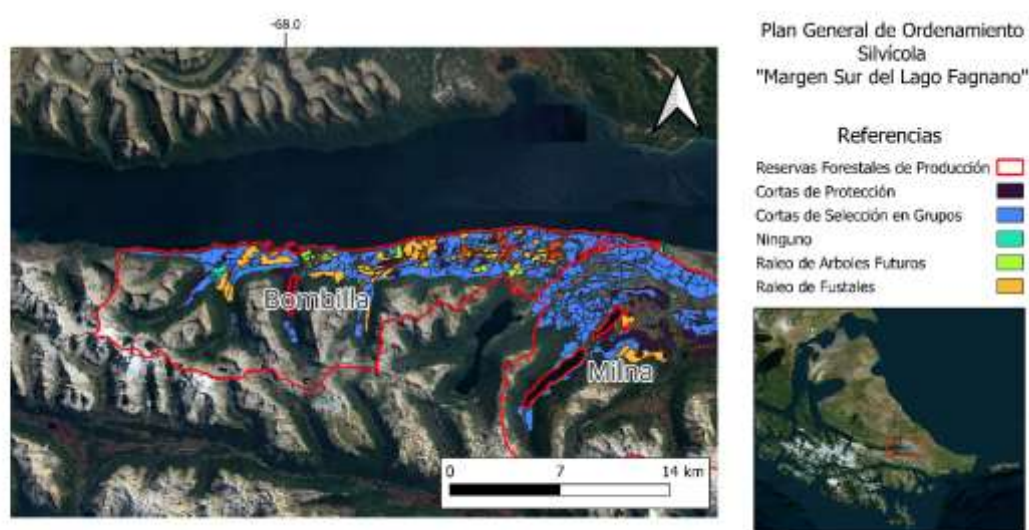 -68.0
Plan General de Ordenamiento
Silvícola
"Margen Sur del Lago Fagnano"
Referencias
Reservas Forestales de Producción
Cortas de Protección
Cortas de Selección en Grupos
Ninguno
Raleo de Arboles Futuros
Raleo de Fustales
Bombilla
Milna
0 7 14 km